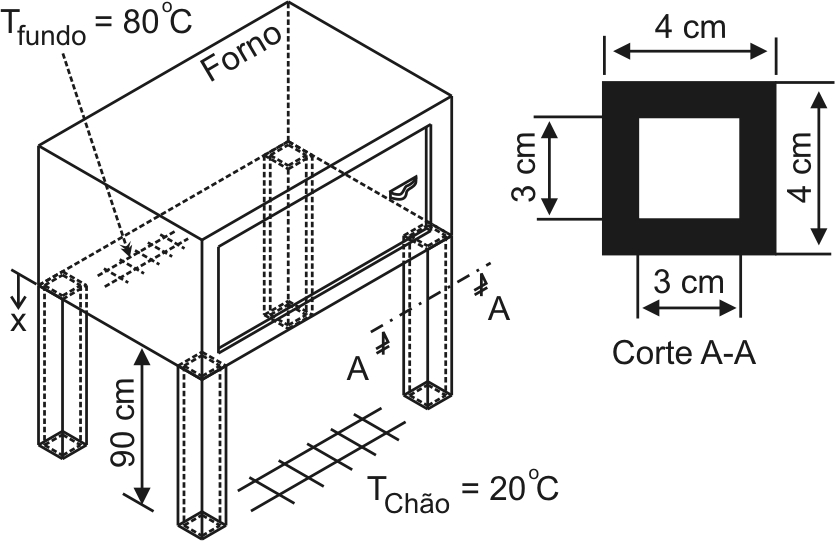 T_fundo = 80°C
Forno
x
90 cm
A
A
T_Chão = 20°C
4 cm
3 cm
4 cm
3 cm
Corte A-A